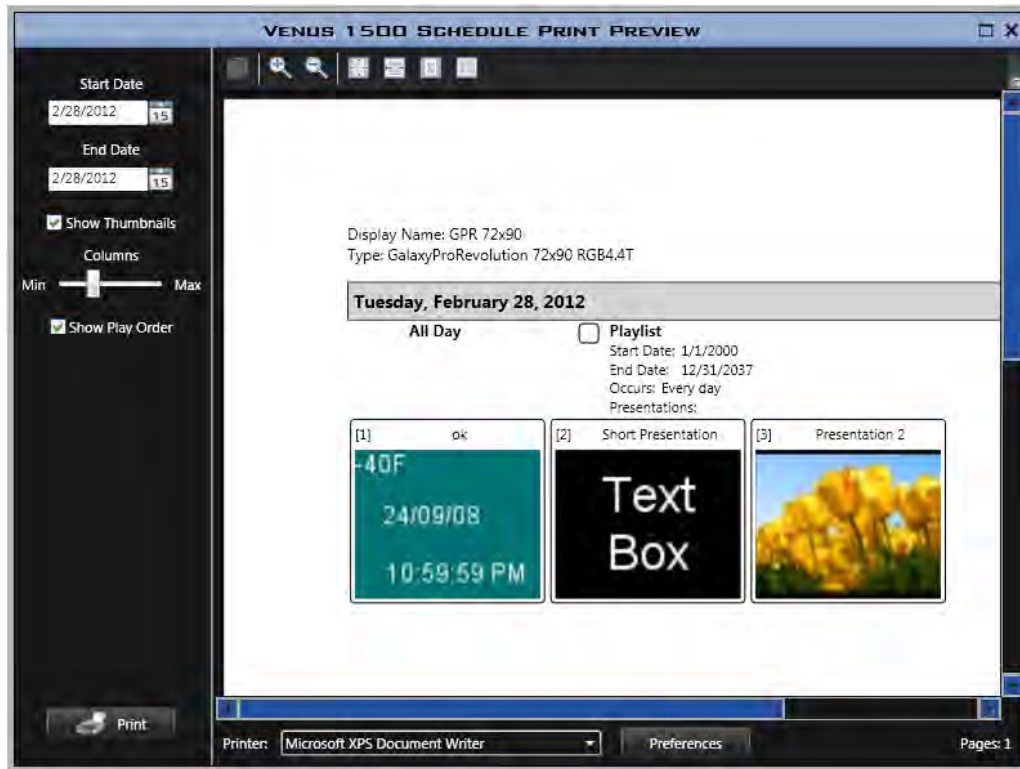 Venus 1500 Schedule Print Preview
Start Date
2/28/2012 15
End Date
2/28/2012 15
Show Thumbnails
Columns
Min Max
Show Play Order
Print
Display Name: GPR 72x90
Type: GalaxyProRevolution 72x90 RGB4.4T
Tuesday, February 28, 2012
All Day
Playlist
Start Date: 1/1/2000
End Date: 12/31/2037
Occurs: Every day
Presentations:
[1] ok
-40F
24/09/08
10:59:59 PM
[2] Short Presentation
Text
Box
[3] Presentation 2
Printer: Microsoft XPS Document Writer Preferences Pages: 1